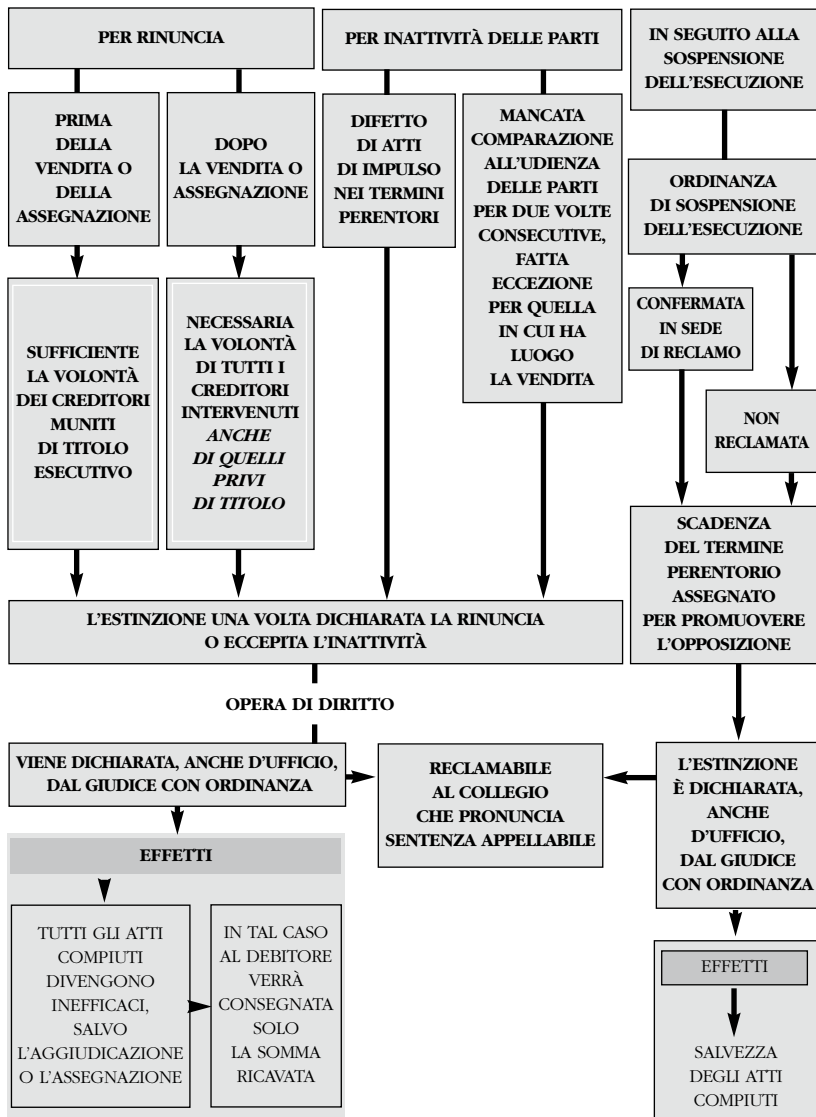 PER RINUNCIA
PRIMA
DELLA
VENDITA O
DELLA
ASSEGNAZIONE
DOPO
LA VENDITA O
ASSEGNAZIONE
SUFFICIENTE
LA VOLONTÀ
DEI CREDITORI
MUNITI
DI TITOLO
ESECUTIVO
NECESSARIA
LA VOLONTÀ
DI TUTTI I
CREDITORI
INTERVENUTI
ANCHE
DI QUELLI
PRIVI
DI TITOLO
PER INATTIVITÀ DELLE PARTI
DIFETTO
DI ATTI
DI IMPULSO
NEI TERMINI
PERENTORI
MANCATA
COMPARAZIONE
ALL'UDIENZA
DELLE PARTI
PER DUE VOLTE
CONSECUTIVE,
FATTA
ECCEZIONE
PER QUELLA
IN CUI HA
LUOGO
LA VENDITA
IN SEGUITO ALLA
SOSPENSIONE
DELL'ESECUZIONE
ORDINANZA
DI SOSPENSIONE
DELL'ESECUZIONE
CONFERMATA
IN SEDE
DI RECLAMO
NON
RECLAMATA
SCADENZA
DEL TERMINE
PERENTORIO
ASSEGNATO
PER PROMUOVERE
L'OPPOSIZIONE
L'ESTINZIONE UNA VOLTA DICHIARATA LA RINUNCIA
O ECCEPITA L'INATTIVITÀ
OPERA DI DIRITTO
VIENE DICHIARATA, ANCHE D'UFFICIO,
DAL GIUDICE CON ORDINANZA
RECLAMABILE
AL COLLEGIO
CHE PRONUNCIA
SENTENZA APPELLABILE
L'ESTINZIONE
È DICHIARATA,
ANCHE
D'UFFICIO,
DAL GIUDICE
CON ORDINANZA
EFFETTI
TUTTI GLI ATTI
COMPIUTI
DIVENGONO
INEFFICACI,
SALVO
L'AGGIUDICAZIONE
O L'ASSEGNAZIONE
IN TAL CASO
AL DEBITORE
VERRÀ
CONSEGNATA
SOLO
LA SOMMA
RICAVATA
EFFETTI
SALVEZZA
DEGLI ATTI
COMPIUTI